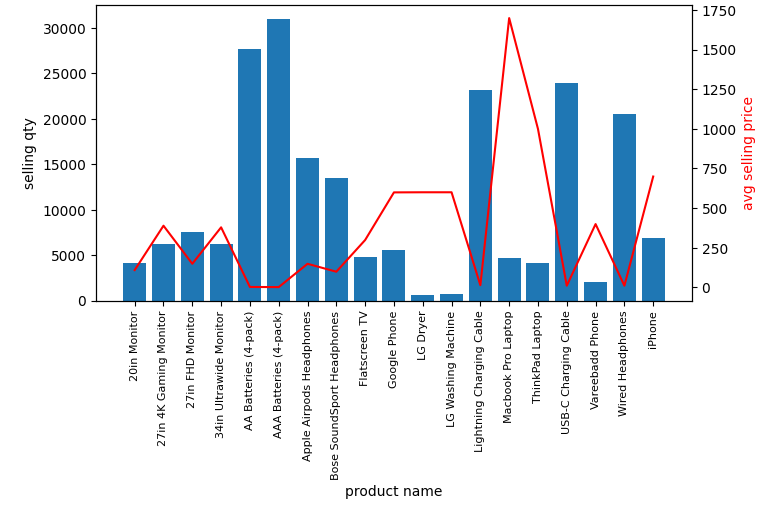 selling qty
30000
25000
20000
15000
10000
5000
0
1750
1500
1250
1000
750
500
250
0
avg selling price
20in Monitor
27in 4K Gaming Monitor
27in FHD Monitor
34in Ultrawide Monitor
AA Batteries (4-pack)
AAA Batteries (4-pack)
Apple Airpods Headphones
Bose SoundSport Headphones
Flatscreen TV
Google Phone
LG Dryer
LG Washing Machine
Lightning Charging Cable
Macbook Pro Laptop
ThinkPad Laptop
USB-C Charging Cable
Vareebadd Phone
Wired Headphones
iPhone
product name